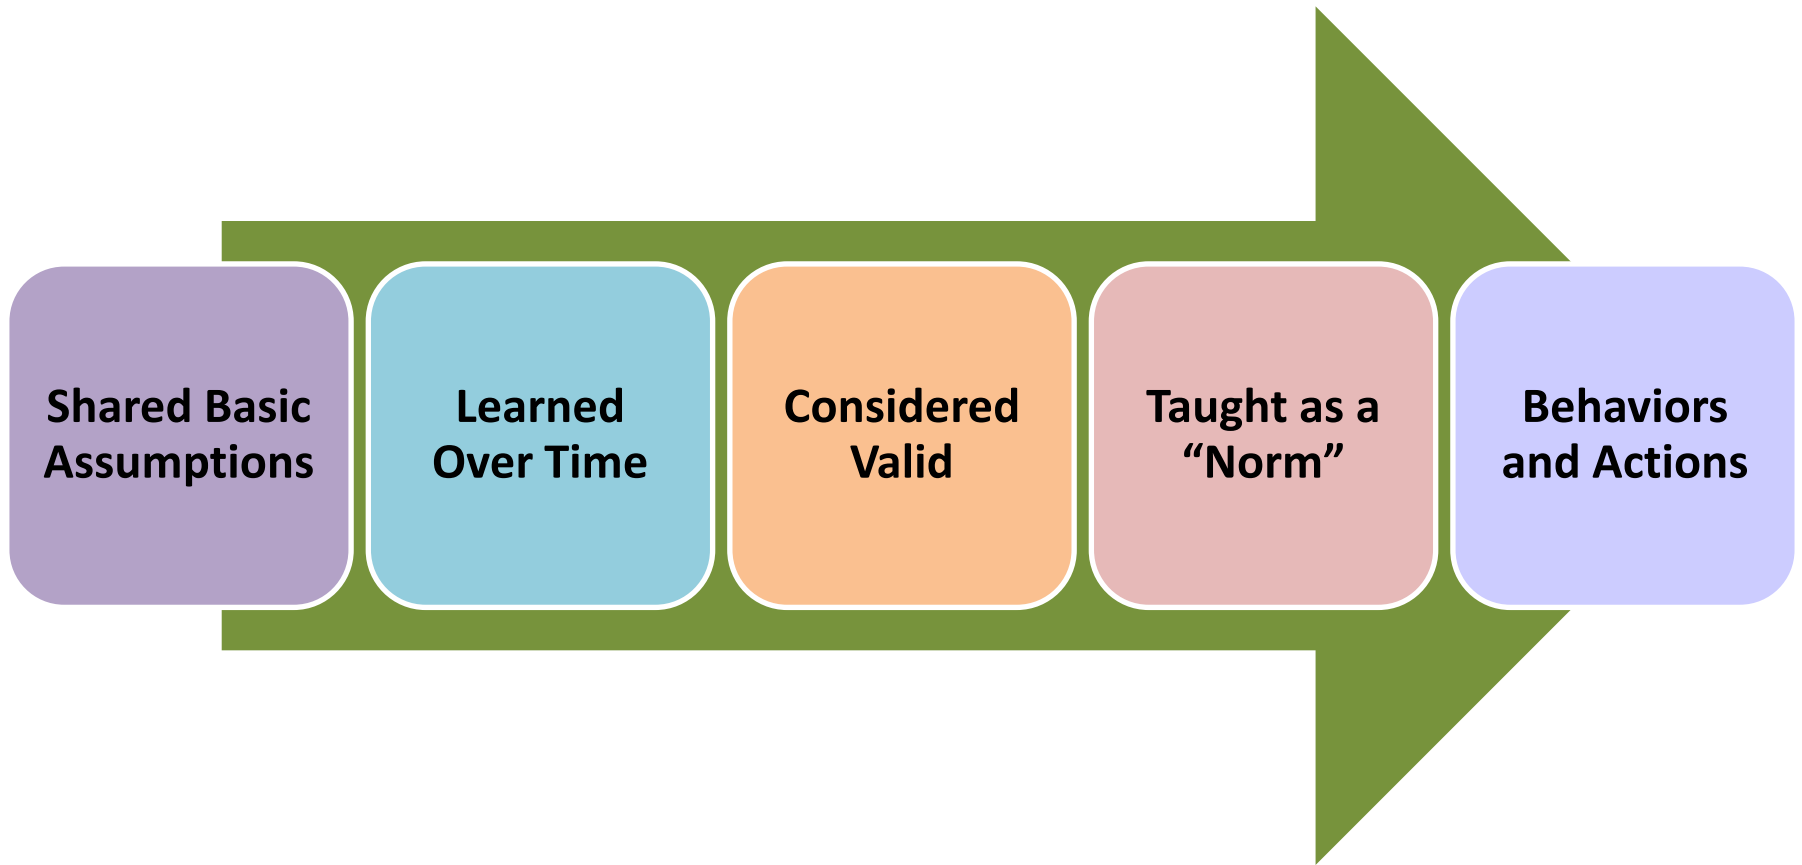 Shared Basic
Assumptions
Learned
Over Time
Considered
Valid
Taught as a
“Norm”
Behaviors
and Actions